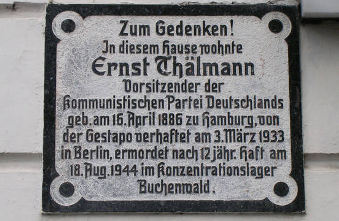 Zum Gedenken!
In diesem Hause wohnte
Ernst Thälmann
Vorsitzender der
Kommunistischen Partei Deutschlands
geb. am 16. April 1886 zu Hamburg, von
der Gestapo verhaftet am 3. März 1933
in Berlin, ermordet nach 12 jähr. Haft am
18. Aug. 1944 im Konzentrationslager
Buchenwald.